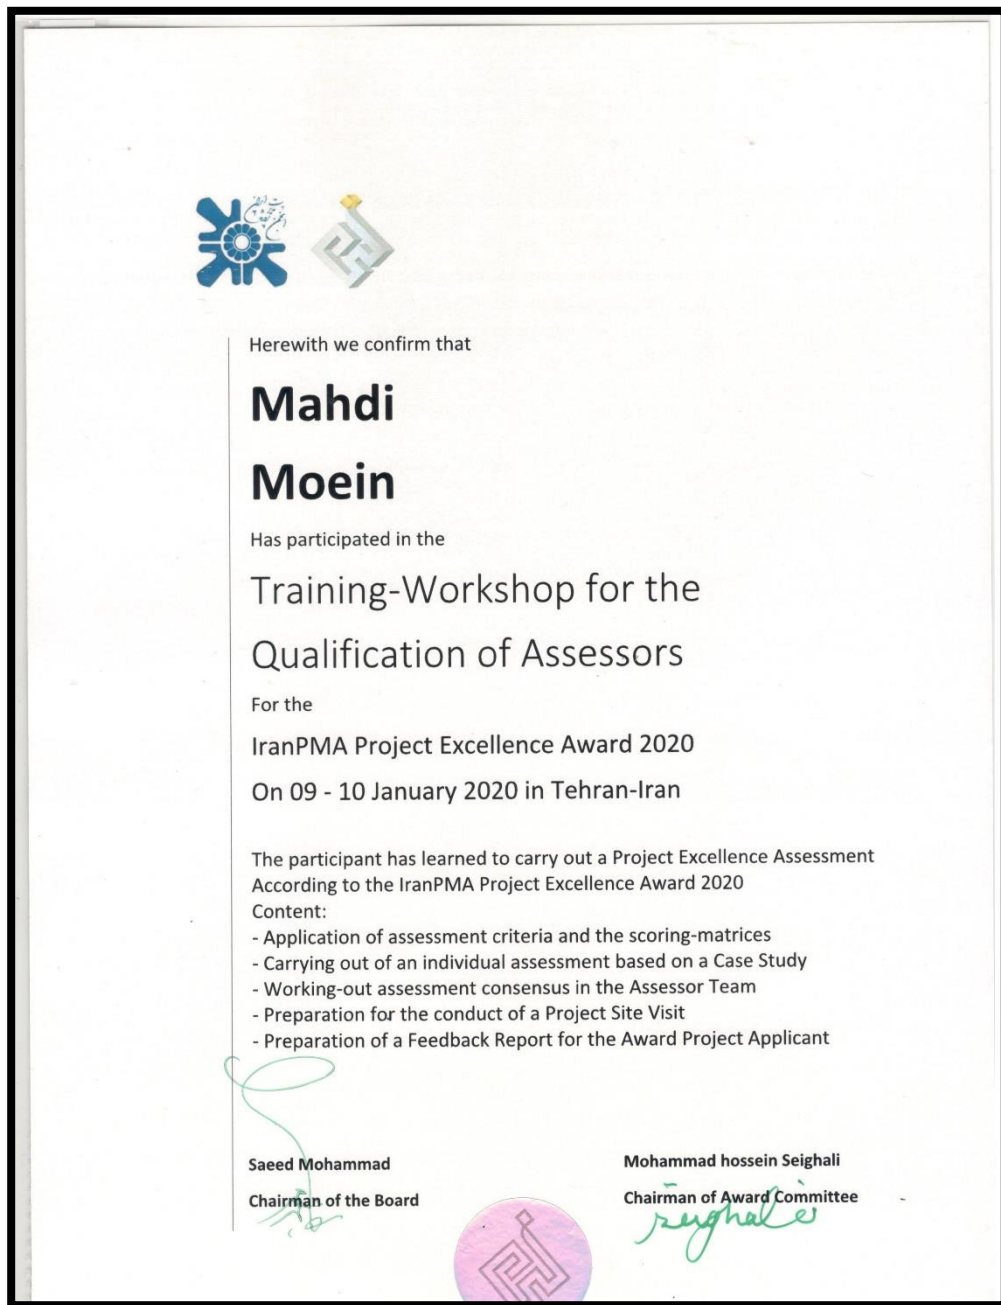 Herewith we confirm that
Mahdi
Moein
Has participated in the
Training-Workshop for the
Qualification of Assessors
For the
IranPMA Project Excellence Award 2020
On 09 - 10 January 2020 in Tehran-Iran
The participant has learned to carry out a Project Excellence Assessment
According to the IranPMA Project Excellence Award 2020
Content:
- Application of assessment criteria and the scoring-matrices
- Carrying out of an individual assessment based on a Case Study
- Working-out assessment consensus in the Assessor Team
- Preparation for the conduct of a Project Site Visit
- Preparation of a Feedback Report for the Award Project Applicant
Saeed Mohammad
Chairman of the Board
Mohammad hossein Seighali
Chairman of Award Committee
seighali